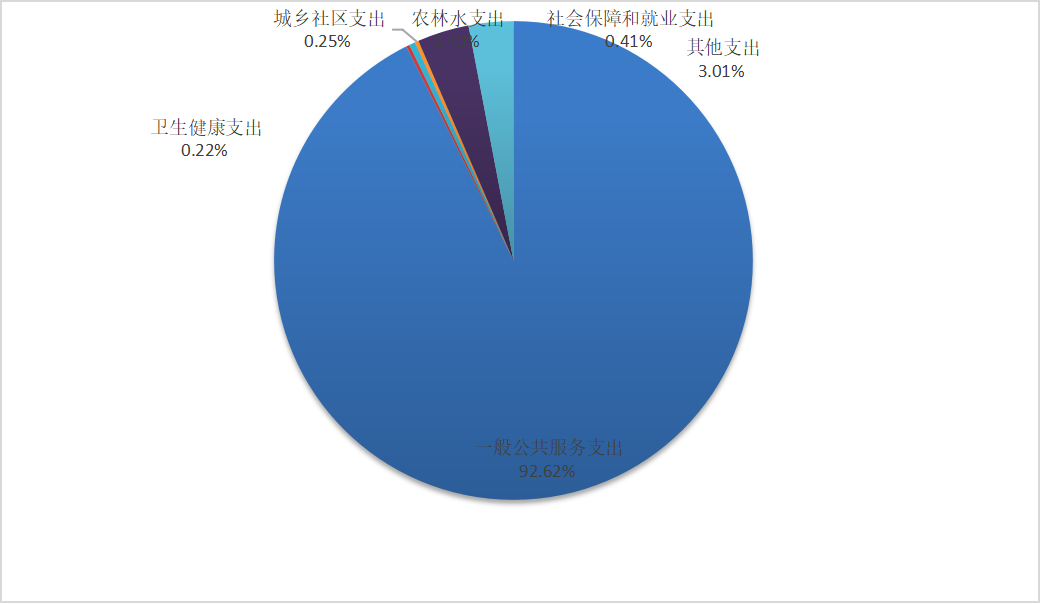 城乡社区支出
0.25%
农林水支出
%
社会保障和就业支出
0.41%
其他支出
3.01%
卫生健康支出
0.22%
一般公共服务支出
92.62%